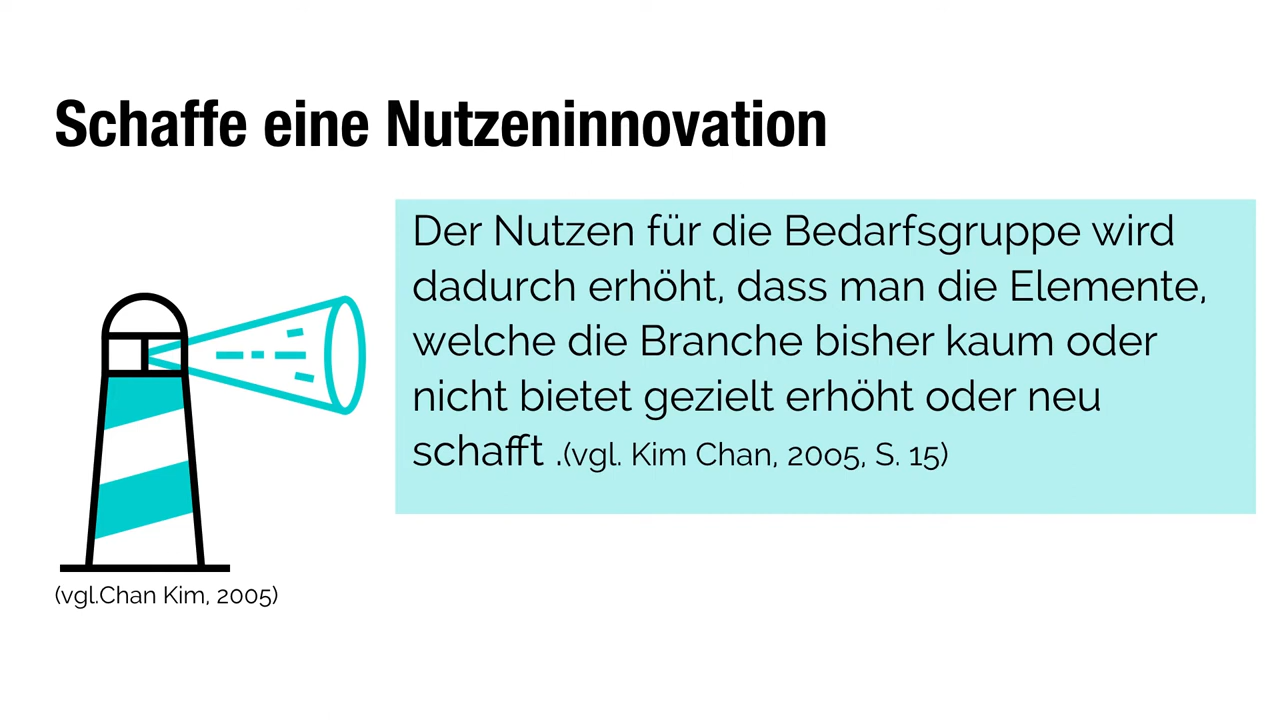 Schaffe eine Nutzeninnovation
Der Nutzen für die Bedarfsgruppe wird
dadurch erhöht, dass man die Elemente,
welche die Branche bisher kaum oder
nicht bietet gezielt erhöht oder neu
schafft .(vgl. Kim Chan, 20o5, S. 15)
(vgl.Chan Kim, 2005)